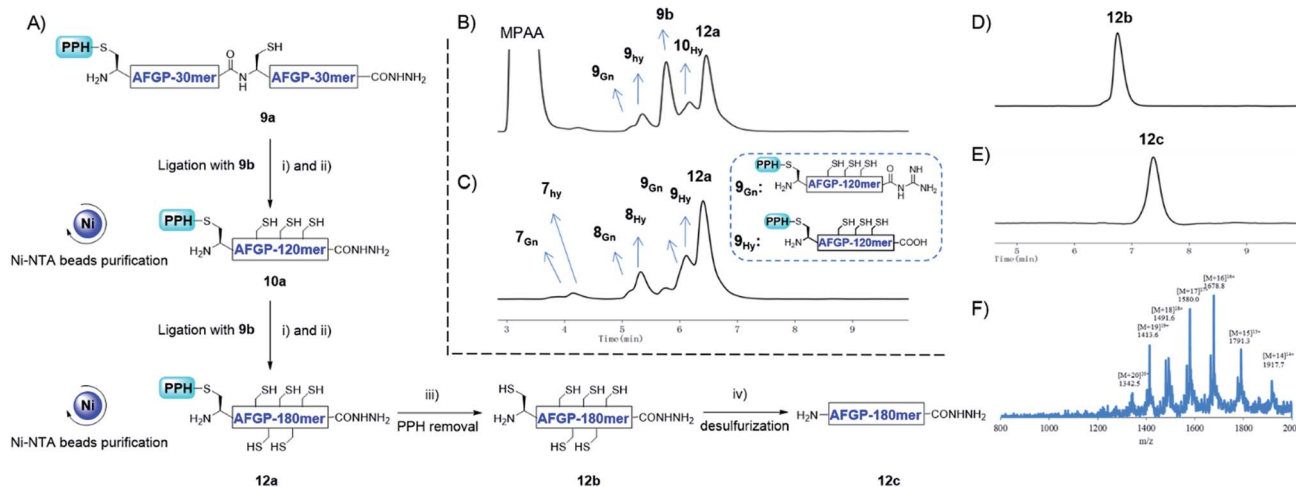 A)
PPH
S
SH
O
H₂N
AFGP-30mer
N
H
AFGP-30mer
CONHNH₂
9a
Ligation with 9b
i) and ii)
Ni
Ni-NTA beads purification
PPH
S
SH SH SH
H₂N
AFGP-120mer
CONHNH₂
10a
Ligation with 9b
i) and ii)
Ni
Ni-NTA beads purification
PPH
S
SH SH SH
H₂N
AFGP-180mer
CONHNH₂
HS HS
12a
iii)
PPH removal
HS
SH SH SH
H₂N
AFGP-180mer
CONHNH₂
HS HS
12b
iv)
desulfurization
H₂N
AFGP-180mer
CONHNH₂
12c
B)
MPAA
9Gn
9hy
9b
10Hy
12a
C)
7Gn
7hy
8Gn
8Hy
9Gn
9Hy
12a
3 4 5 6 7 8 9
Time(min)
9Gn:
PPH
S
SH SH SH
O
NH
H₂N
AFGP-120mer
N
H
NH₂
9Hy:
PPH
S
SH SH SH
H₂N
AFGP-120mer
COOH
D)
12b
E)
12c
5 6 7 8 9
Time(min)
F)
[M+20]²⁰⁺
1342.5
[M+19]¹⁹⁺
1413.6
[M+18]¹⁸⁺
1491.6
[M+17]¹⁷⁺
1580.0
[M+16]¹⁶⁺
1678.8
[M+15]¹⁵⁺
1791.3
[M+14]¹⁴⁺
1917.7
800 1000 1200 1400 1600 1800 200
m/z